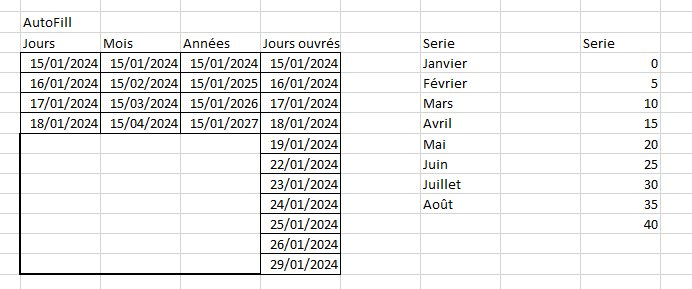 AutoFill
Jours Mois Années Jours ouvrés Serie Serie
15/01/2024 15/01/2024 15/01/2024 15/01/2024 Janvier 0
16/01/2024 15/02/2024 15/01/2025 16/01/2024 Février 5
17/01/2024 15/03/2024 15/01/2026 17/01/2024 Mars 10
18/01/2024 15/04/2024 15/01/2027 18/01/2024 Avril 15
19/01/2024 Mai 20
22/01/2024 Juin 25
23/01/2024 Juillet 30
24/01/2024 Août 35
25/01/2024 40
26/01/2024
29/01/2024